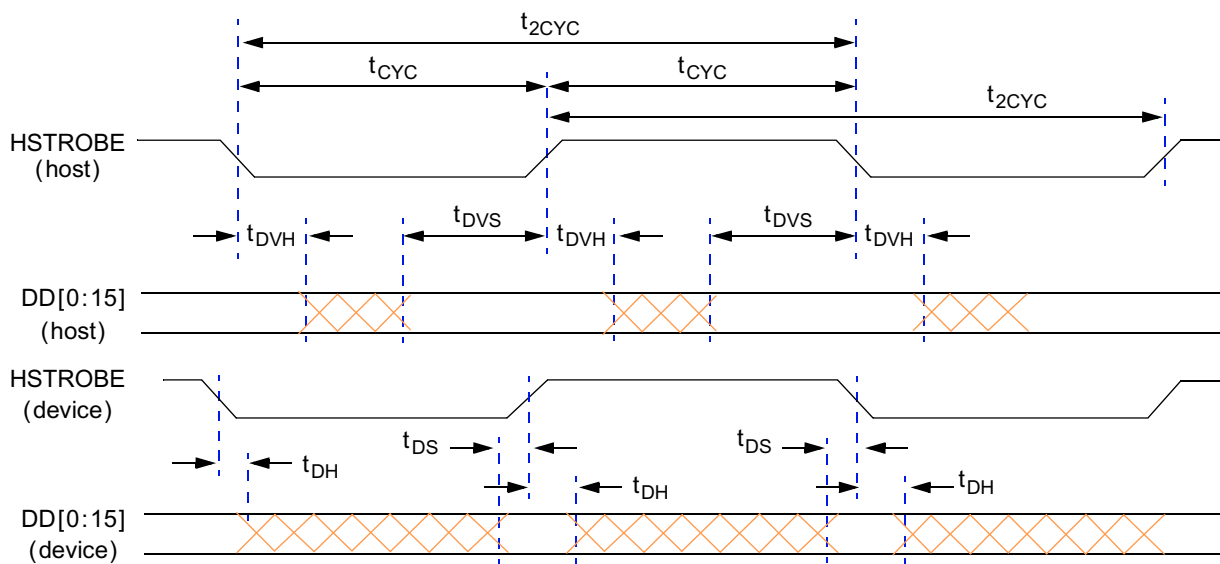 t2CYC
tCYC tCYC
t2CYC
HSTROBE
(host)
tDVH tDVS tDVH tDVS tDVH
DD[0:15]
(host)
HSTROBE
(device)
tDS tDS
tDH tDH tDH
DD[0:15]
(device)